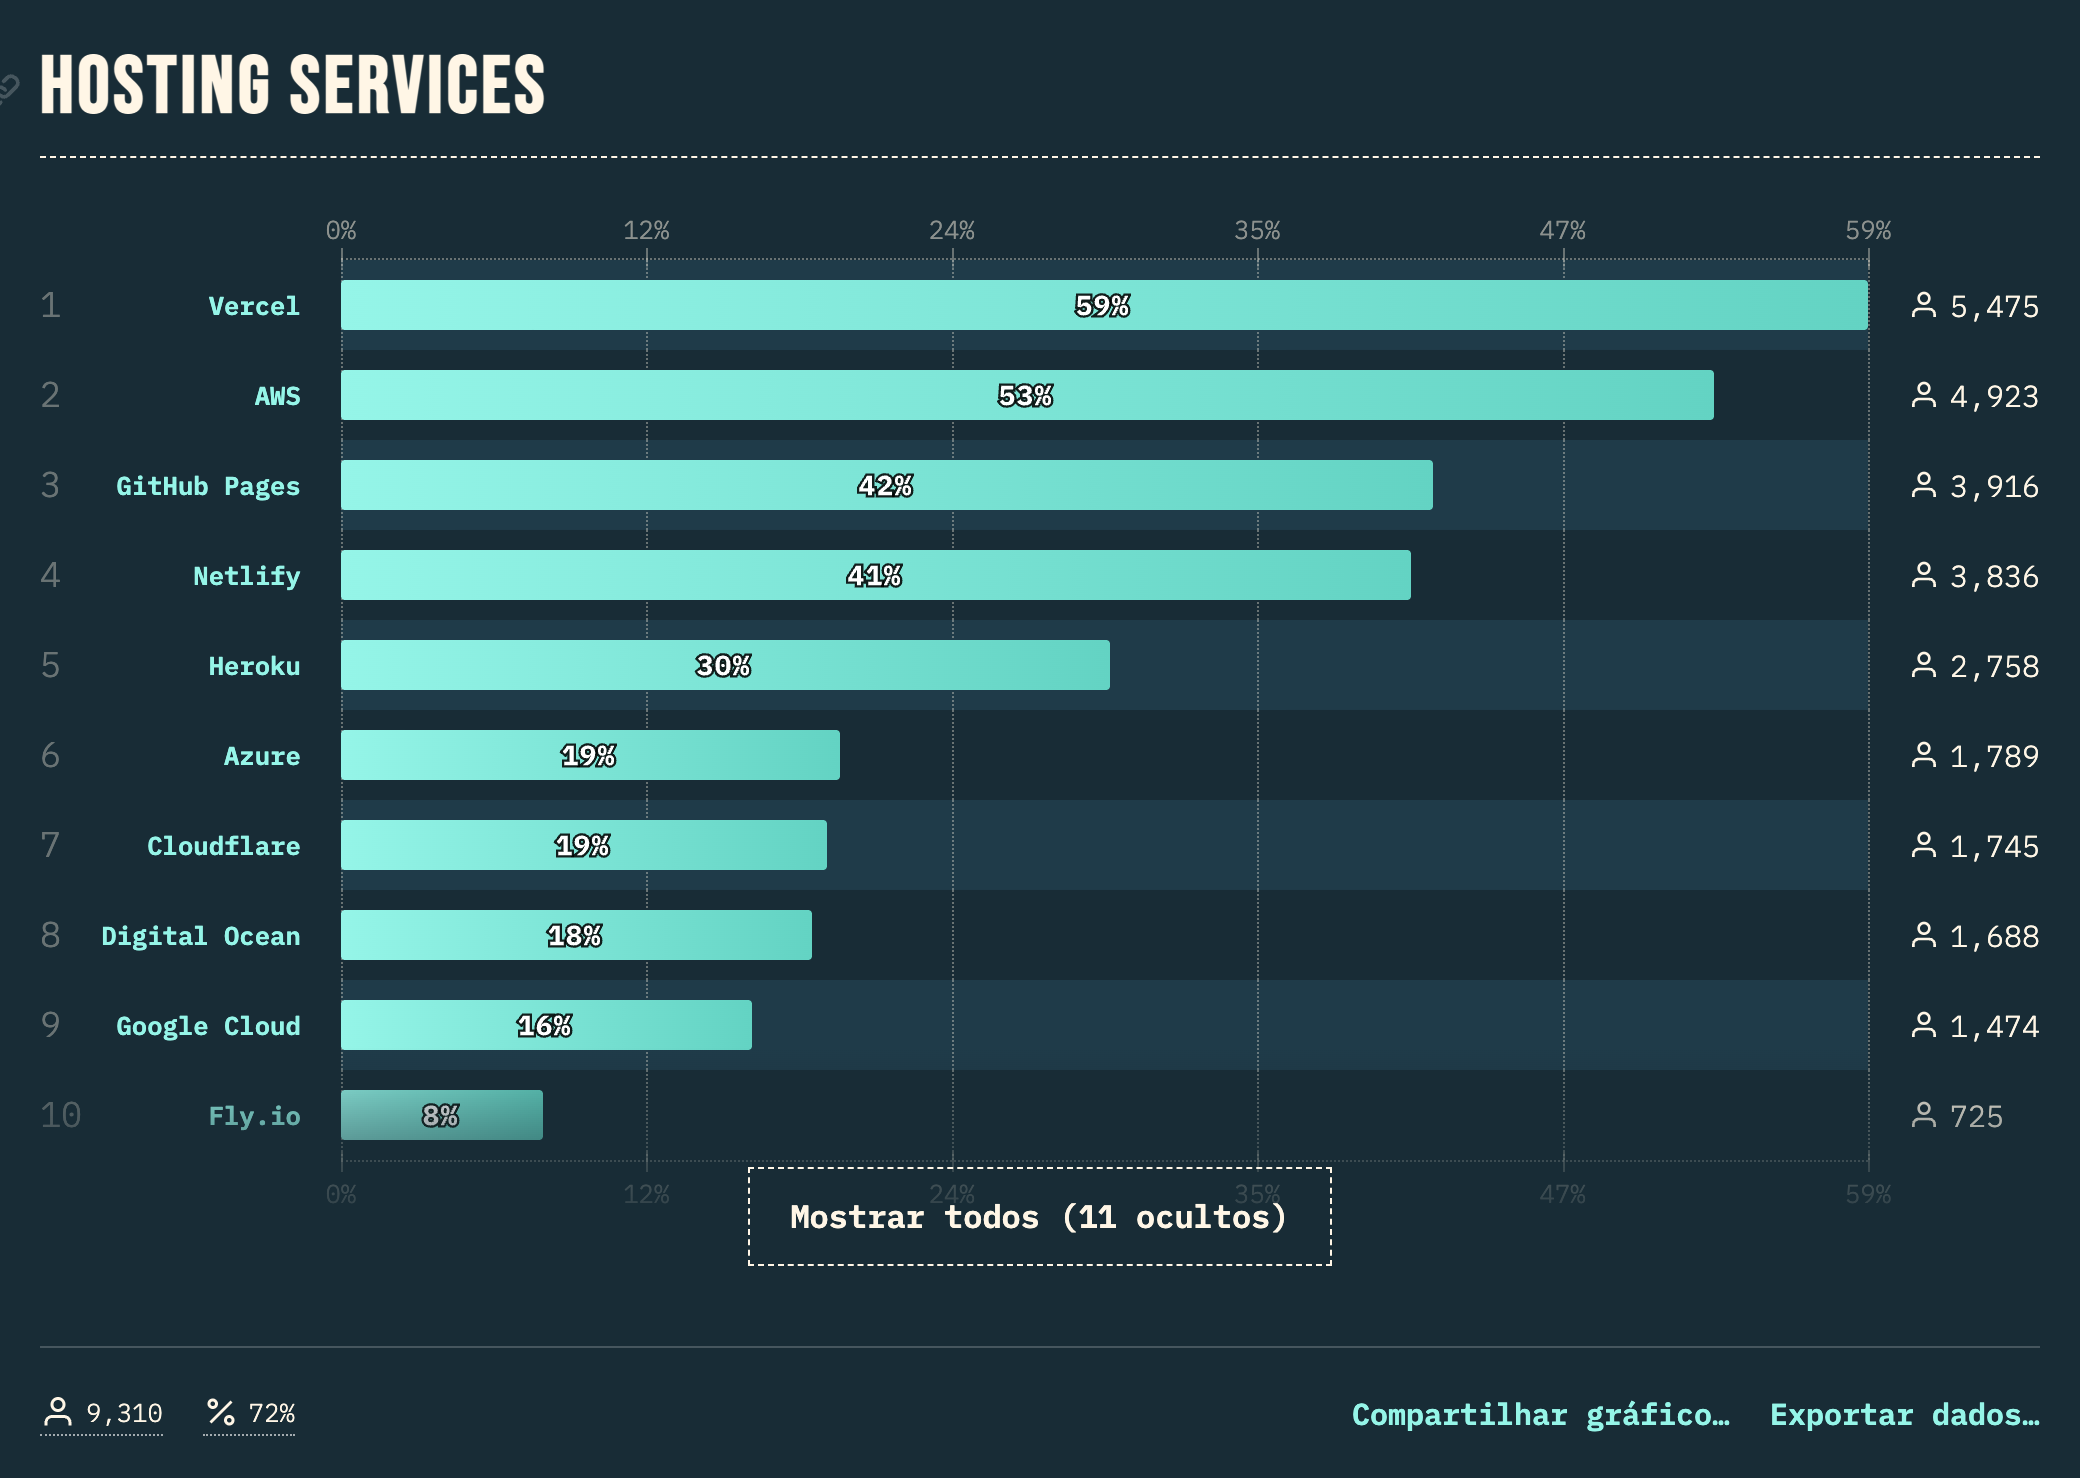 HOSTING SERVICES
0% 12% 24% 35% 47% 59%
1 Vercel 59% 5,475
2 AWS 53% 4,923
3 GitHub Pages 42% 3,916
4 Netlify 41% 3,836
5 Heroku 30% 2,758
6 Azure 19% 1,789
7 Cloudflare 19% 1,745
8 Digital Ocean 18% 1,688
9 Google Cloud 16% 1,474
10 Fly.io 8% 725
0% 12% 24% 35% 47% 59%
Mostrar todos (11 ocultos)
9,310 72% Compartilhar gráfico… Exportar dados…